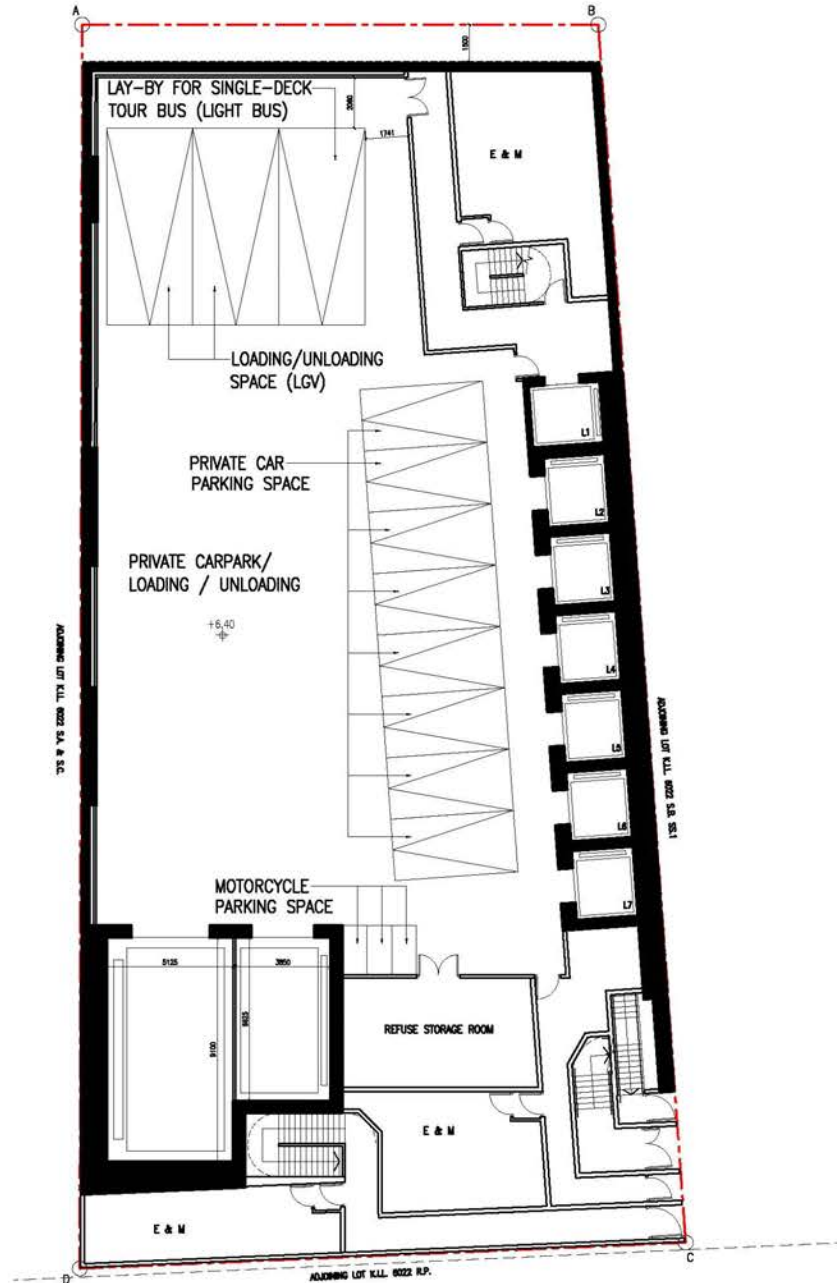 A
B
1500
LAY-BY FOR SINGLE-DECK
TOUR BUS (LIGHT BUS)
2060
1741
E & M
LOADING/UNLOADING
SPACE (LGV)
L1
PRIVATE CAR
PARKING SPACE
L2
PRIVATE CARPARK/
LOADING / UNLOADING
L3
+6.40
L4
ADJOINING LOT K.I.L. 6022 S.A. & S.C.
ADJOINING LOT K.I.L. 6022 S.B. SS.1
L5
L6
L7
MOTORCYCLE
PARKING SPACE
5125
3850
9100
REFUSE STORAGE ROOM
E & M
E & M
C
D
ADJOINING LOT K.I.L. 6022 R.P.